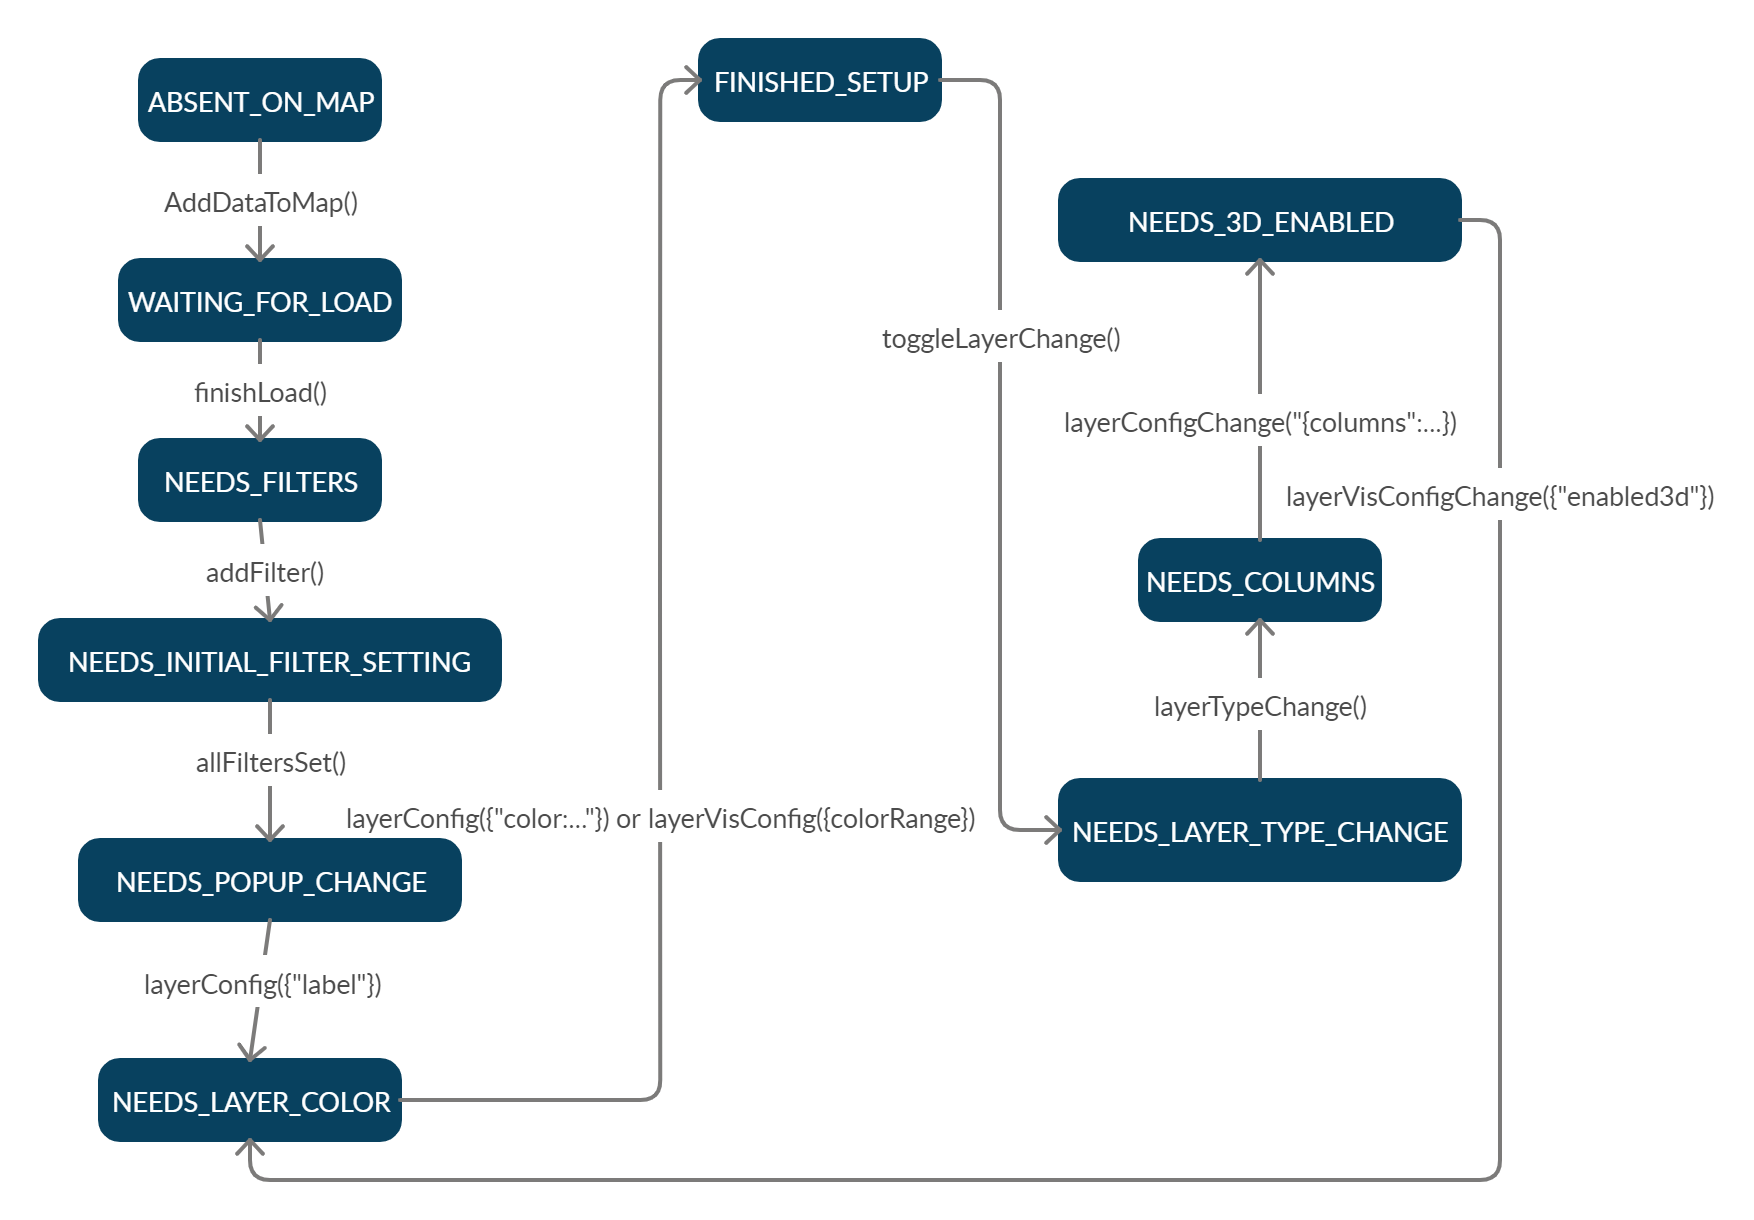 ABSENT_ON_MAP
AddDataToMap()
WAITING_FOR_LOAD
finishLoad()
NEEDS_FILTERS
addFilter()
NEEDS_INITIAL_FILTER_SETTING
allFiltersSet()
NEEDS_POPUP_CHANGE
layerConfig({"label"})
NEEDS_LAYER_COLOR
layerConfig({"color:..."}) or layerVisConfig({colorRange})
FINISHED_SETUP
toggleLayerChange()
NEEDS_LAYER_TYPE_CHANGE
layerTypeChange()
NEEDS_COLUMNS
layerConfigChange("{columns":...})
NEEDS_3D_ENABLED
layerVisConfigChange({"enabled3d"})